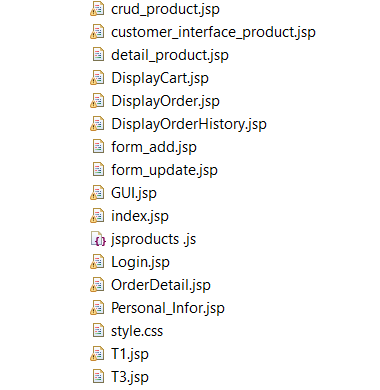 crud_product.jsp
customer_interface_product.jsp
detail_product.jsp
DisplayCart.jsp
DisplayOrder.jsp
DisplayOrderHistory.jsp
form_add.jsp
form_update.jsp
GUI.jsp
index.jsp
jsproducts .js
Login.jsp
OrderDetail.jsp
Personal_Infor.jsp
style.css
T1.jsp
T3.jsp